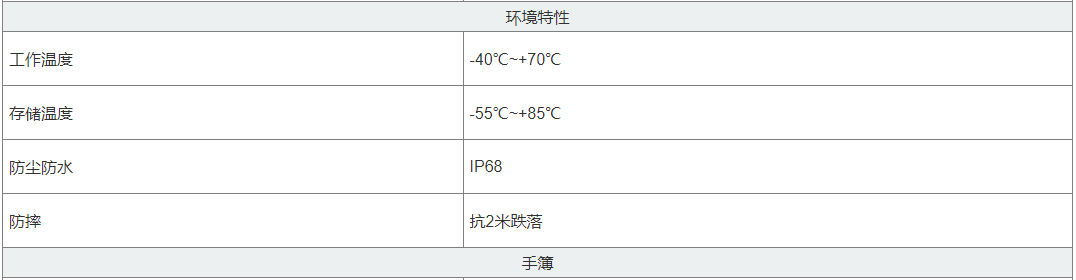 环境特性
工作温度 -40℃~+70℃
存储温度 -55℃~+85℃
防尘防水 IP68
防摔 抗2米跌落
手簿